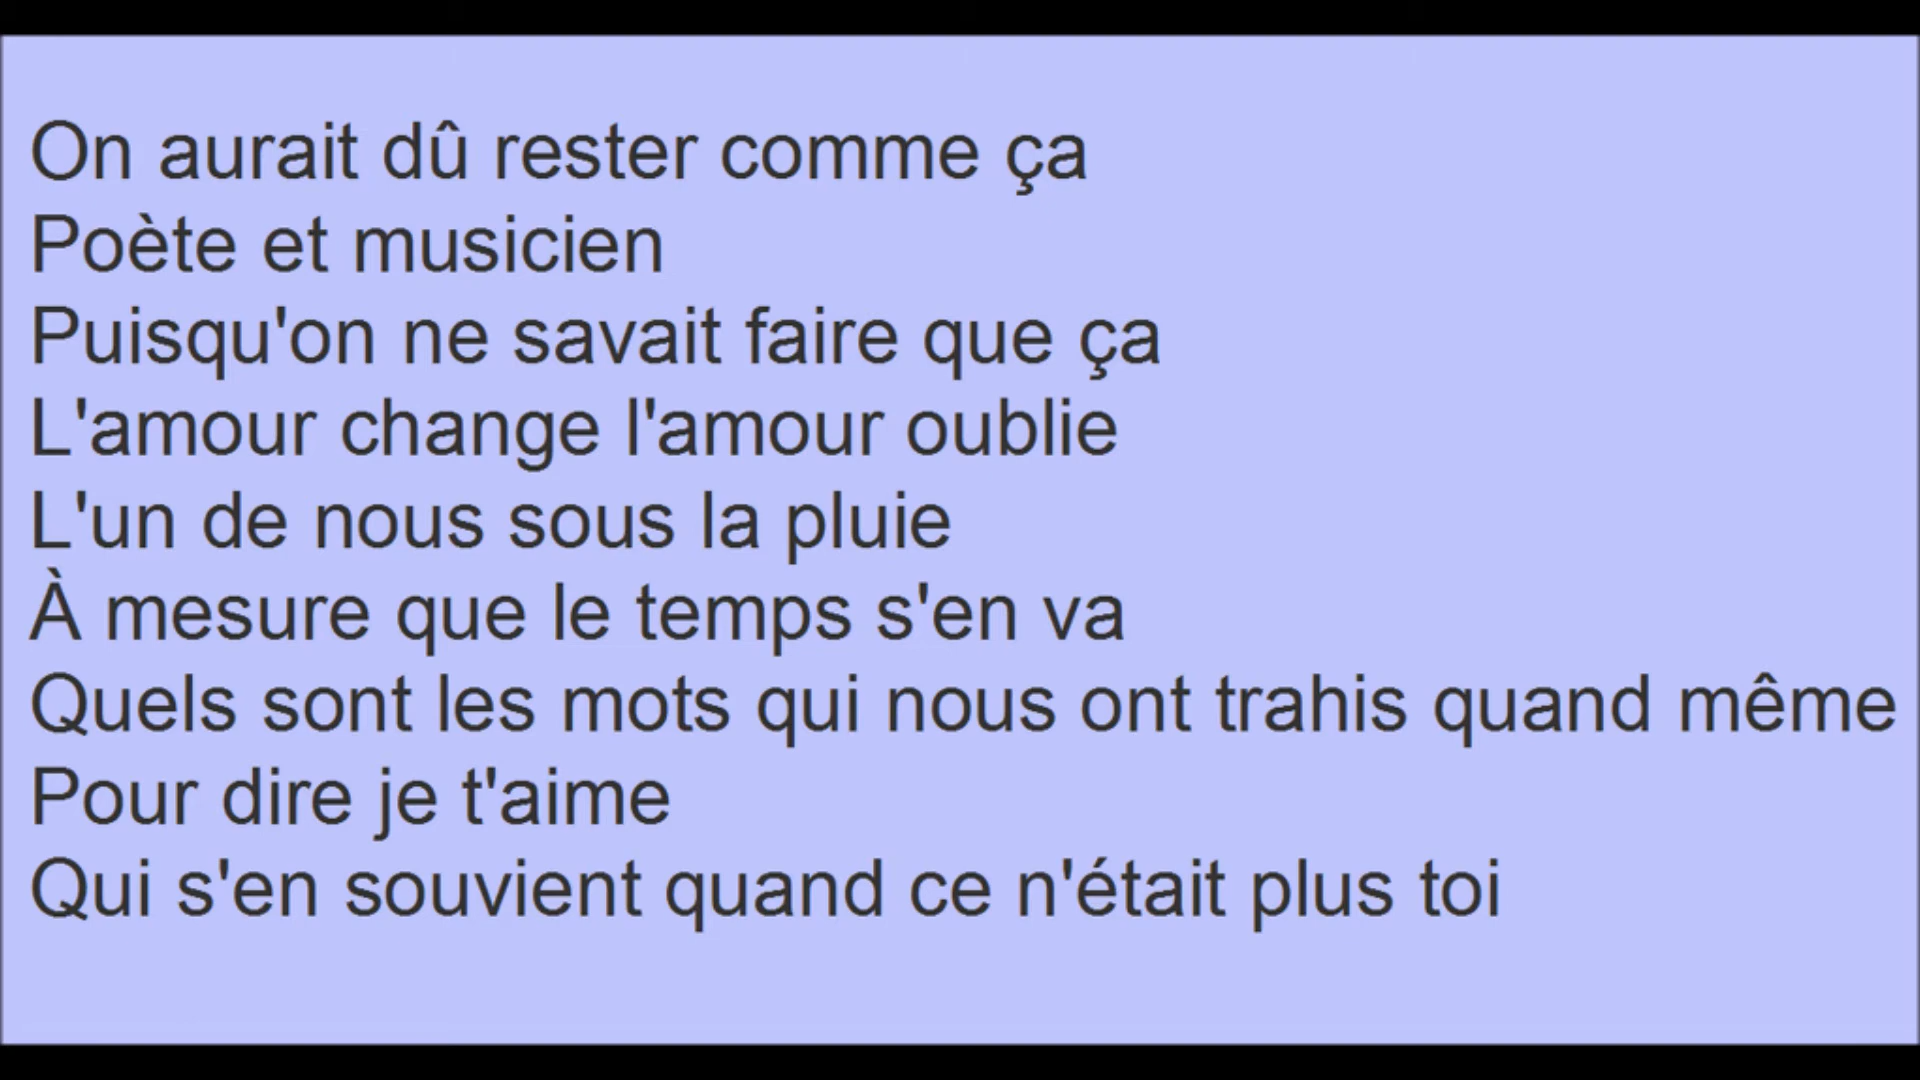 On aurait dû rester comme ça
Poète et musicien
Puisqu'on ne savait faire que ça
L'amour change l'amour oublie
L'un de nous sous la pluie
À mesure que le temps s'en va
Quels sont les mots qui nous ont trahis quand même
Pour dire je t'aime
Qui s'en souvient quand ce n'était plus toi